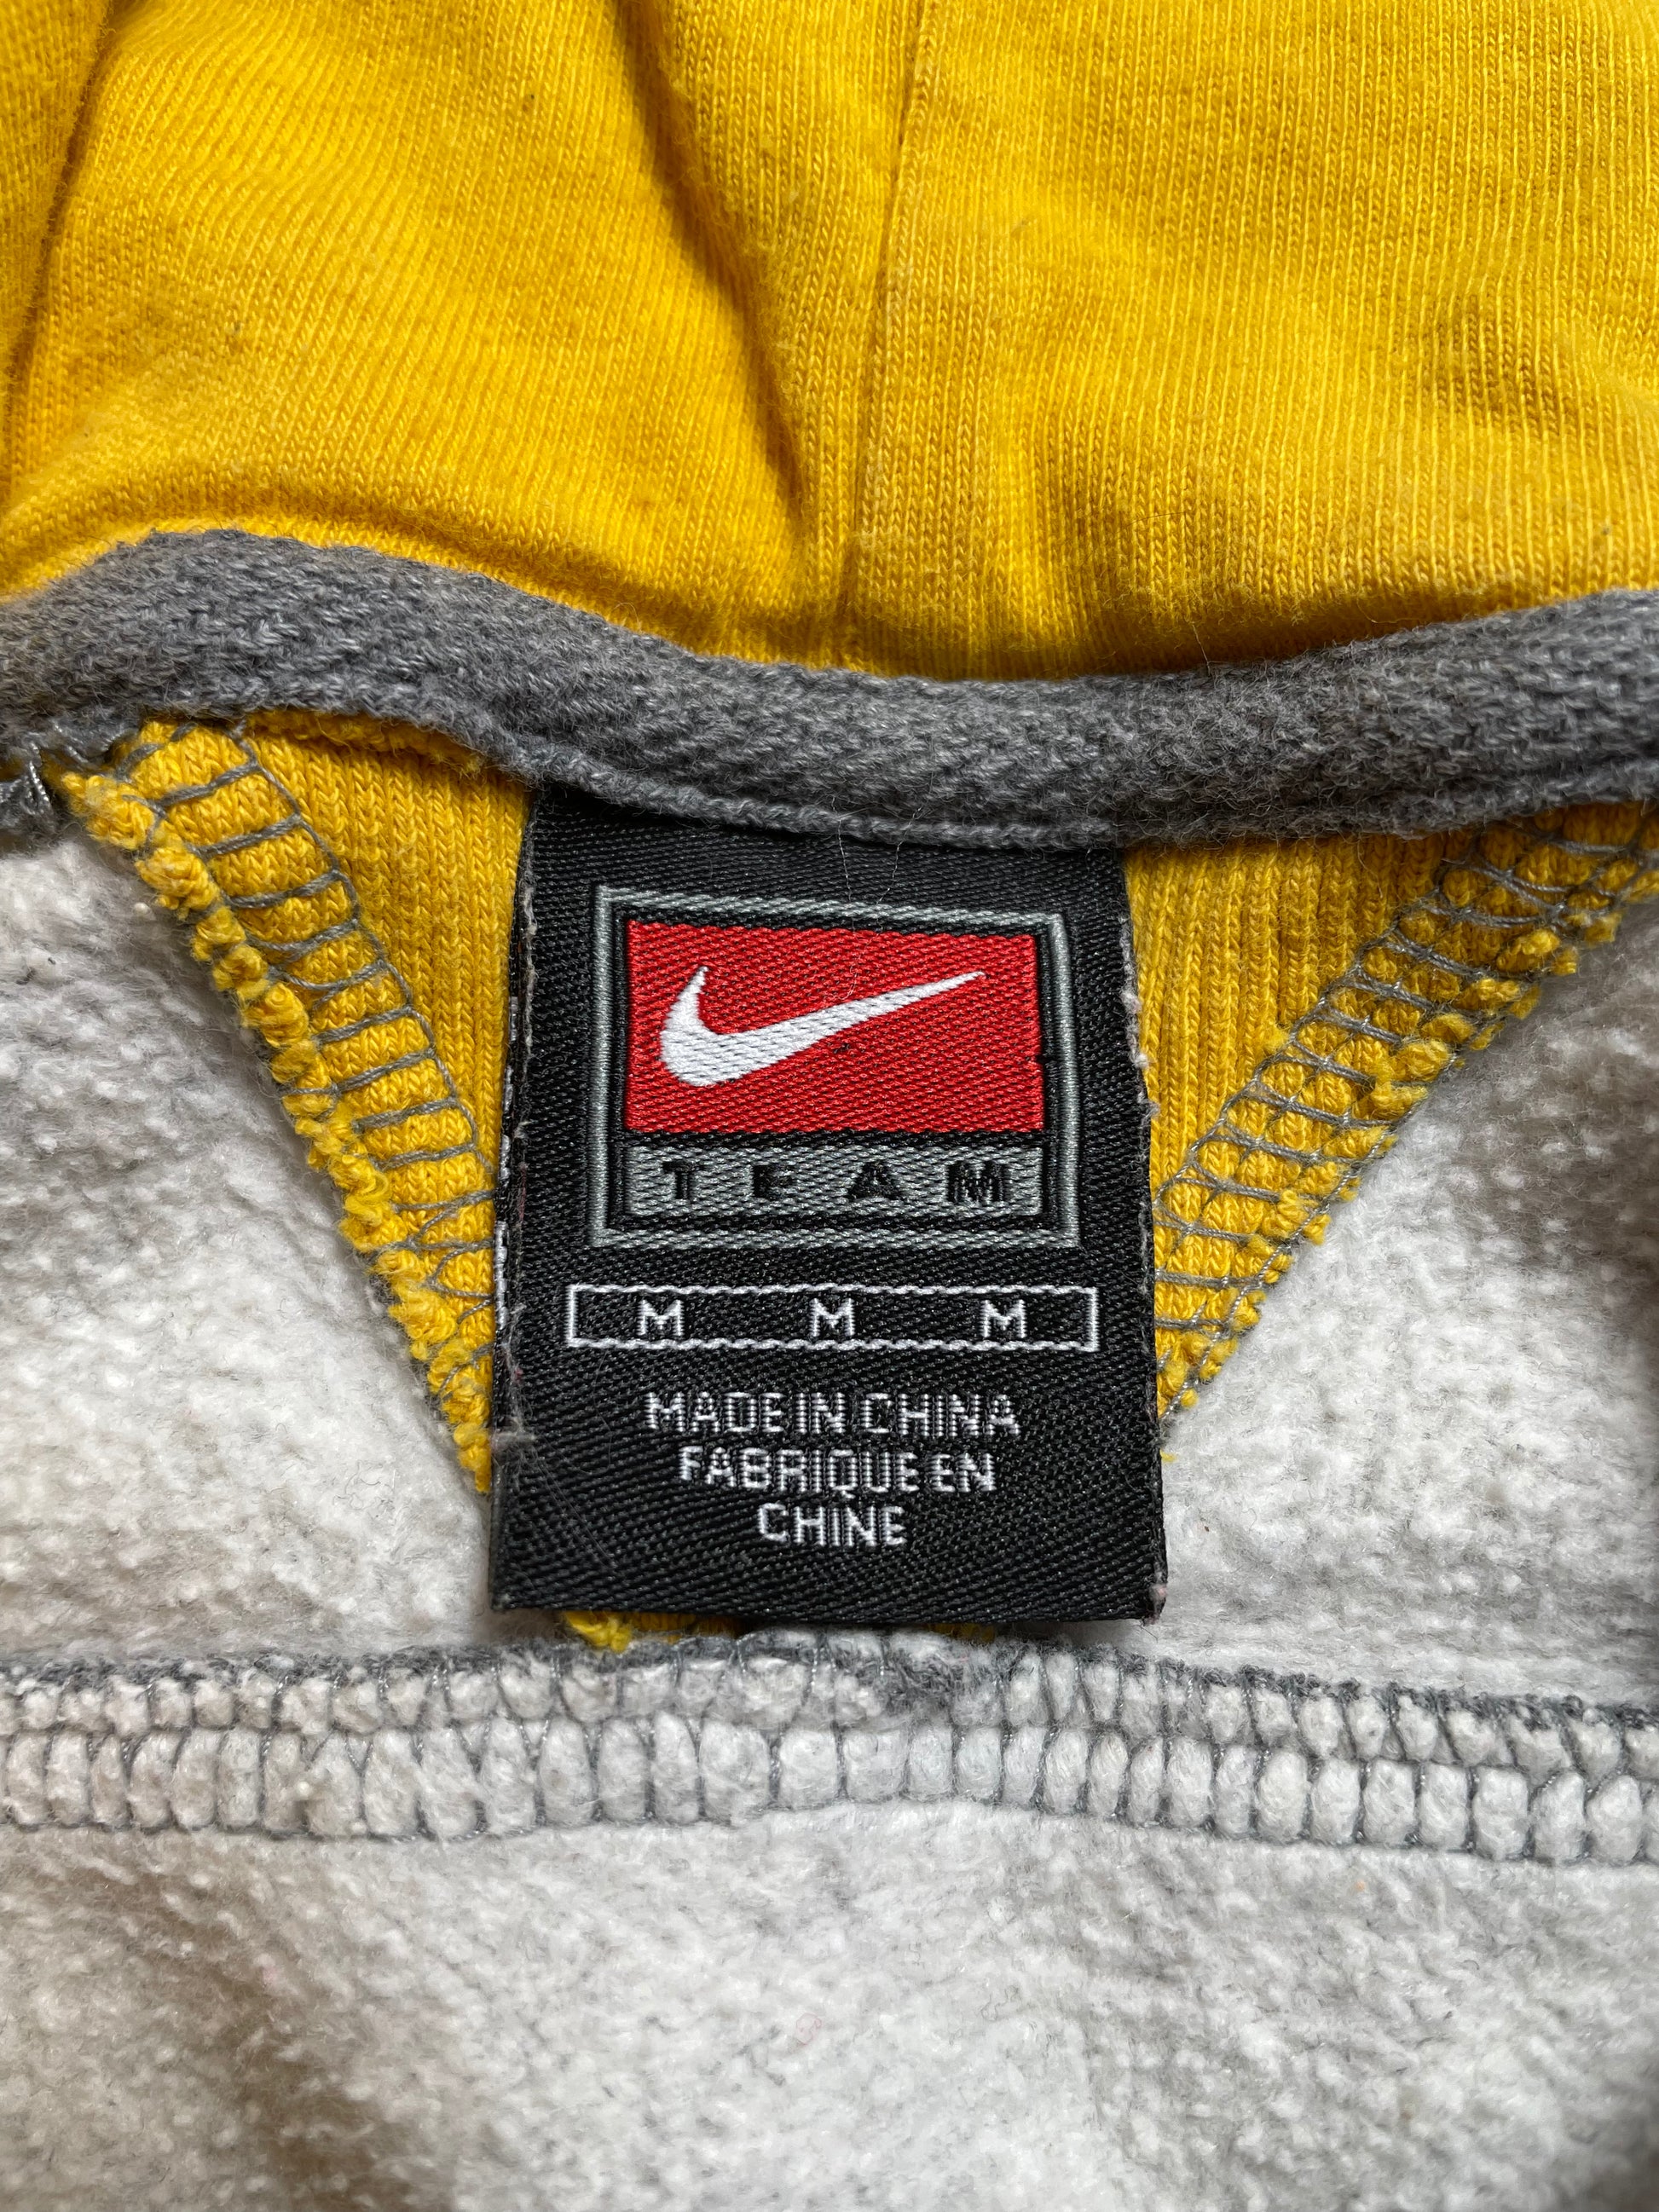 TEAM
M M M
MADE IN CHINA
FABRIQUE EN
CHINE